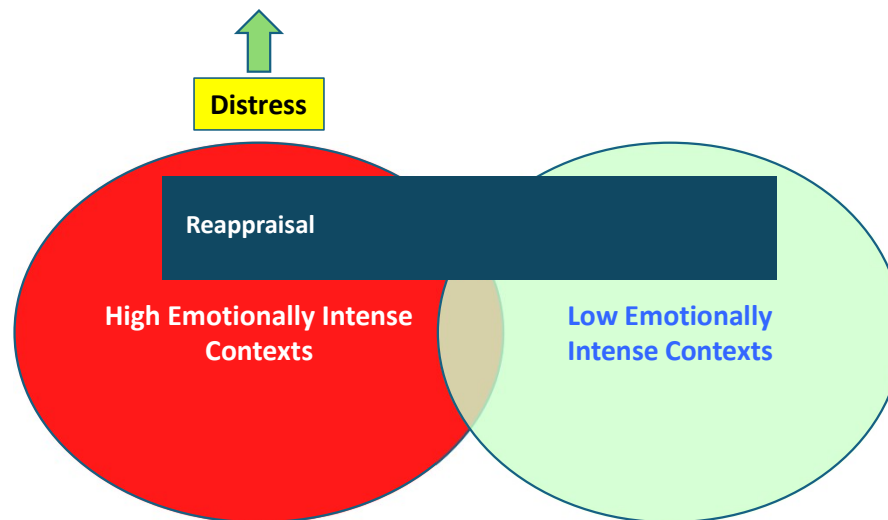 Distress
Reappraisal
High Emotionally Intense
Contexts
Low Emotionally
Intense Contexts